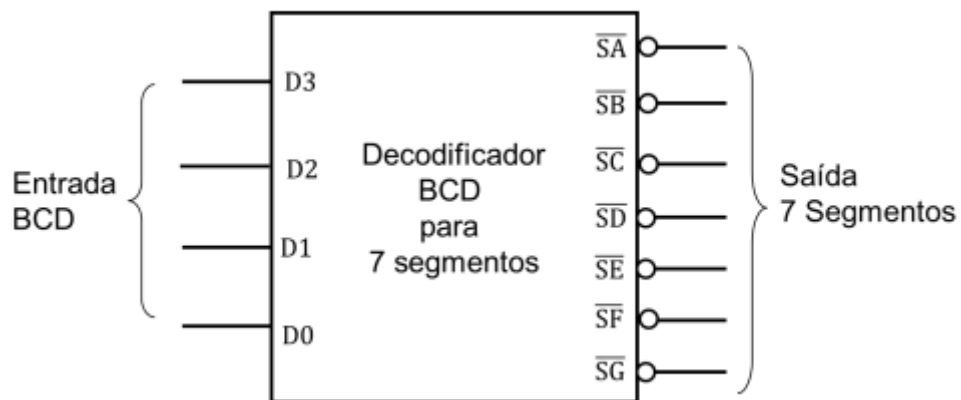 Entrada
BCD
D3
D2
D1
D0
Decodificador
BCD
para
7 segmentos
S̅A̅
S̅B̅
S̅C̅
S̅D̅
S̅E̅
S̅F̅
S̅G̅
Saída
7 Segmentos